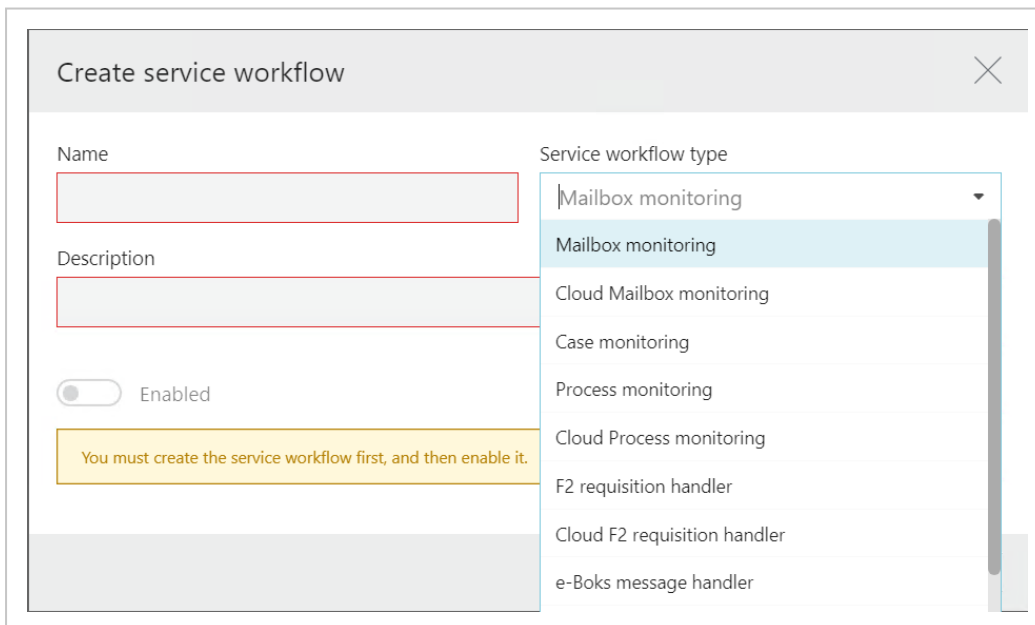 Create service workflow
Name
Service workflow type
Mailbox monitoring
Mailbox monitoring
Description
Cloud Mailbox monitoring
Case monitoring
Process monitoring
Enabled
Cloud Process monitoring
You must create the service workflow first, and then enable it.
F2 requisition handler
Cloud F2 requisition handler
e-Boks message handler